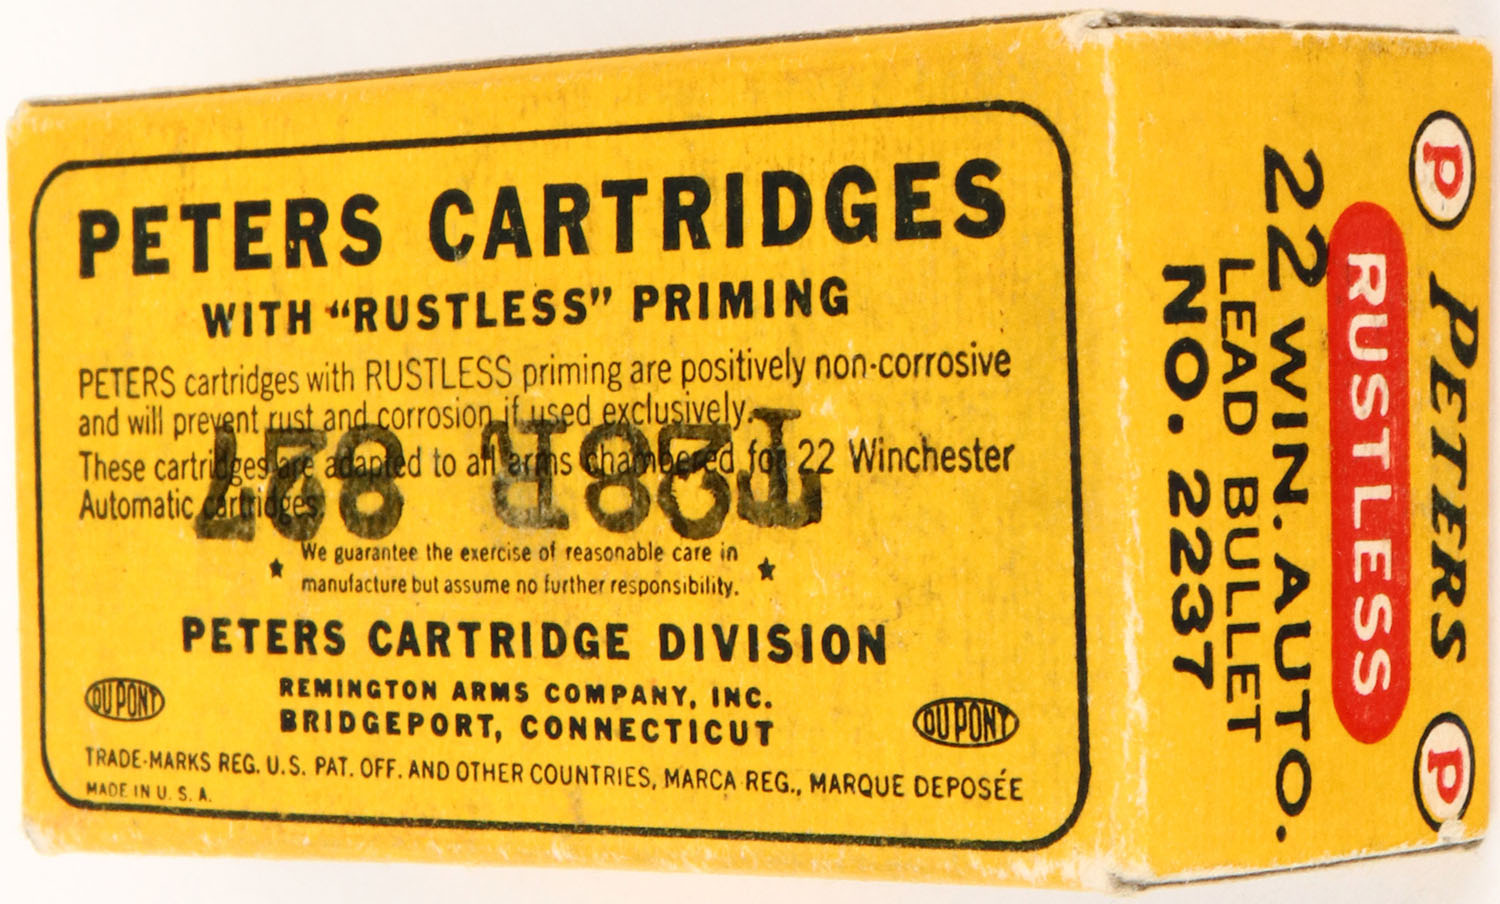 PETERS CARTRIDGES
WITH "RUSTLESS" PRIMING
PETERS cartridges with RUSTLESS priming are positively non-corrosive
and will prevent rust and corrosion if used exclusively.
These cartridges are adapted to all arms chambered for 22 Winchester
Automatic cartridges.
★ We guarantee the exercise of reasonable care in ★
manufacture but assume no further responsibility.
PETERS CARTRIDGE DIVISION
REMINGTON ARMS COMPANY, INC.
BRIDGEPORT, CONNECTICUT
DU PONT
DU PONT
TRADE-MARKS REG. U.S. PAT. OFF. AND OTHER COUNTRIES, MARCA REG., MARQUE DEPOSÉE
MADE IN U. S. A.
P PETERS P
RUSTLESS
22 WIN. AUTO.
LEAD BULLET
NO. 2237